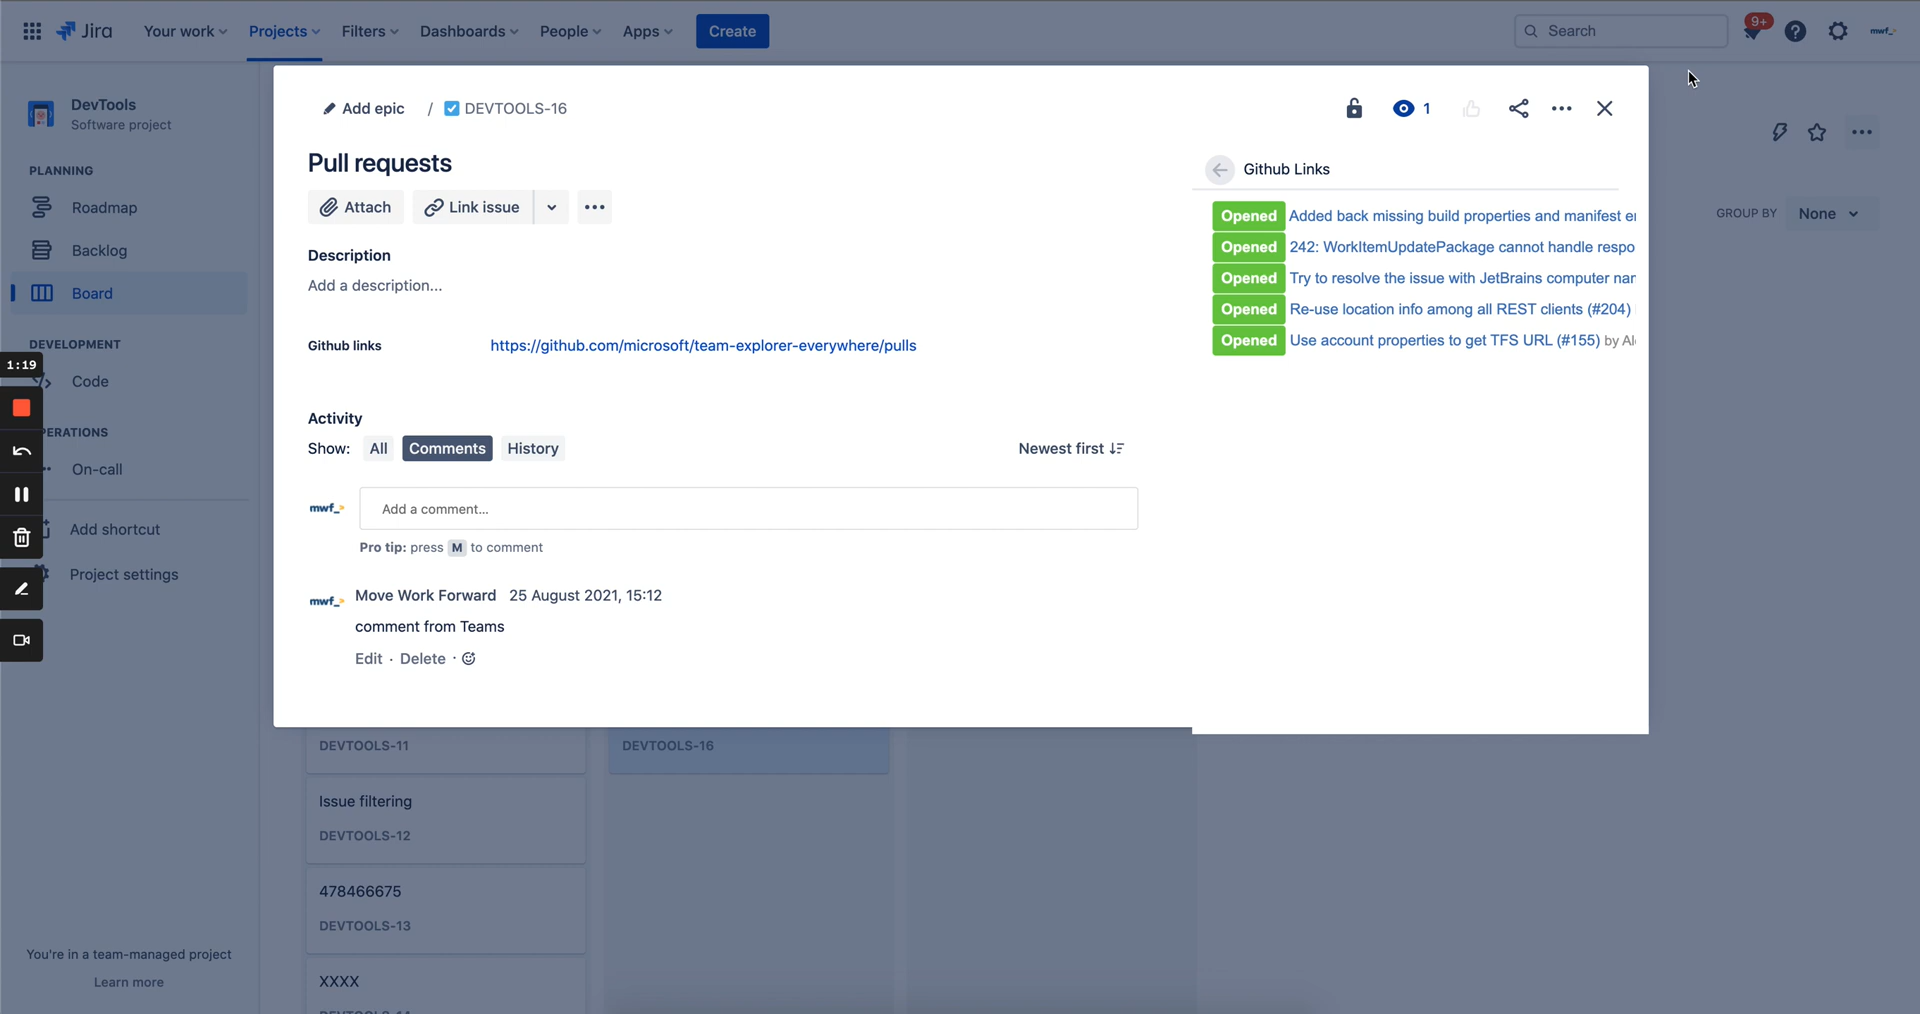 Jira Your work Projects Filters Dashboards People Apps Create Search 9+ mwf_>
DevTools
Software project
PLANNING
Roadmap
Backlog
Board
DEVELOPMENT
1:19
Code
PERATIONS
On-call
Add shortcut
Project settings
You're in a team-managed project
Learn more
Add epic / DEVTOOLS-16
1
Pull requests
Attach Link issue
Description
Add a description...
Github links https://github.com/microsoft/team-explorer-everywhere/pulls
Activity
Show: All Comments History Newest first
mwf_> Add a comment...
Pro tip: press M to comment
mwf_> Move Work Forward 25 August 2021, 15:12
comment from Teams
Edit · Delete ·
Github Links
Opened Added back missing build properties and manifest
Opened 242: WorkItemUpdatePackage cannot handle respo
Opened Try to resolve the issue with JetBrains computer
Opened Re-use location info among all REST clients (#204)
Opened Use account properties to get TFS URL (#155) by
GROUP BY None
DEVTOOLS-11
Issue filtering
DEVTOOLS-12
478466675
DEVTOOLS-13
XXXX
DEVTOOLS-16